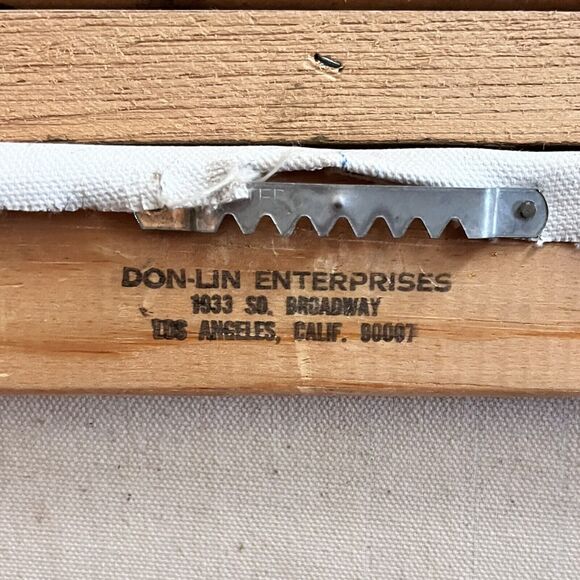 DON-LIN ENTERPRISES
1933 SO. BROADWAY
LOS ANGELES, CALIF. 90007